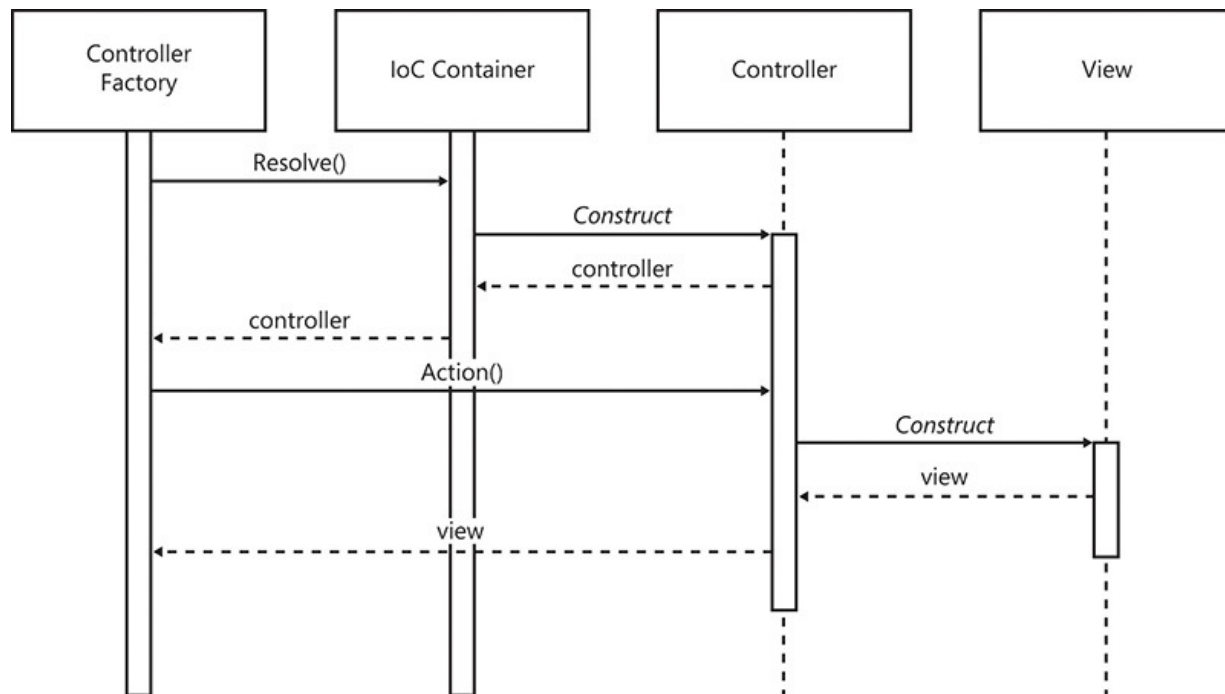 Controller
Factory
IoC Container
Controller
View
Resolve()
Construct
controller
controller
Action()
Construct
view
view